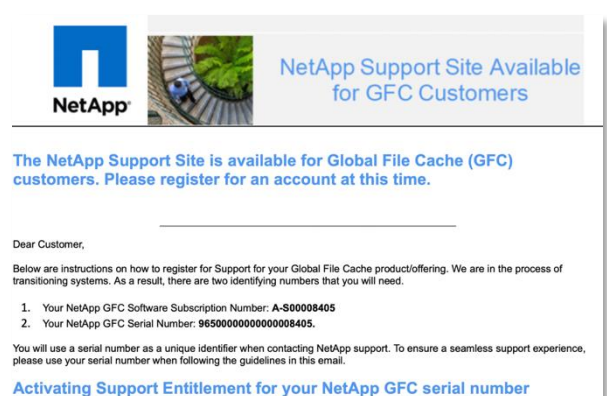 NetApp
NetApp Support Site Available
for GFC Customers
The NetApp Support Site is available for Global File Cache (GFC)
customers. Please register for an account at this time.
Dear Customer,
Below are instructions on how to register for Support for your Global File Cache product/offering. We are in the process of
transitioning systems. As a result, there are two identifying numbers that you will need.
1. Your NetApp GFC Software Subscription Number: A-S00008405
2. Your NetApp GFC Serial Number: 96500000000000008405.
You will use a serial number as a unique identifier when contacting NetApp support. To ensure a seamless support experience,
please use your serial number when following the guidelines in this email.
Activating Support Entitlement for your NetApp GFC serial number